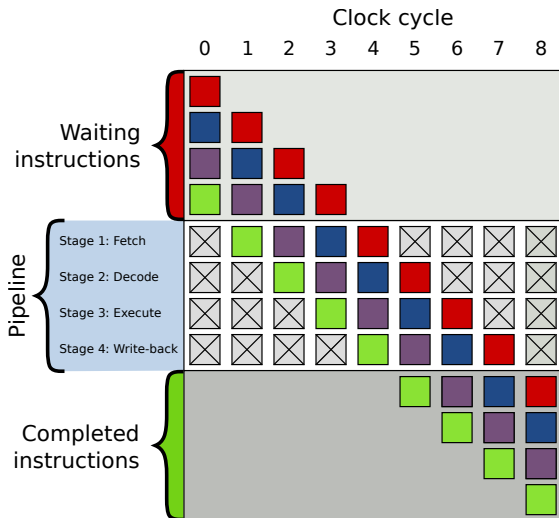 Clock cycle
0 1 2 3 4 5 6 7 8
Waiting
instructions
Pipeline
Stage 1: Fetch
Stage 2: Decode
Stage 3: Execute
Stage 4: Write-back
Completed
instructions